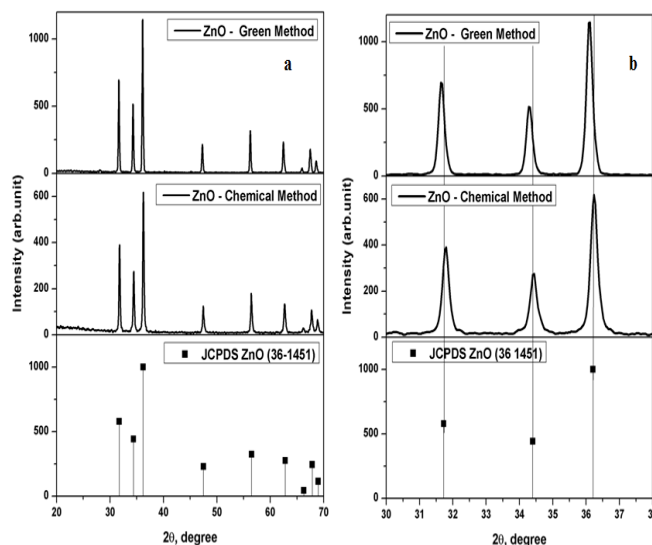 ZnO - Green Method
a
1000
500
0
ZnO - Chemical Method
600
400
200
0
JCPDS ZnO (36-1451)
1000
500
0
20 30 40 50 60 70
2θ, degree
Intensity (arb.unit)
ZnO - Green Method
b
1000
500
0
ZnO - Chemical Method
600
400
200
0
JCPDS ZnO (36 1451)
1000
500
0
30 31 32 33 34 35 36 37
2θ, degree
Intensity (arb.unit)